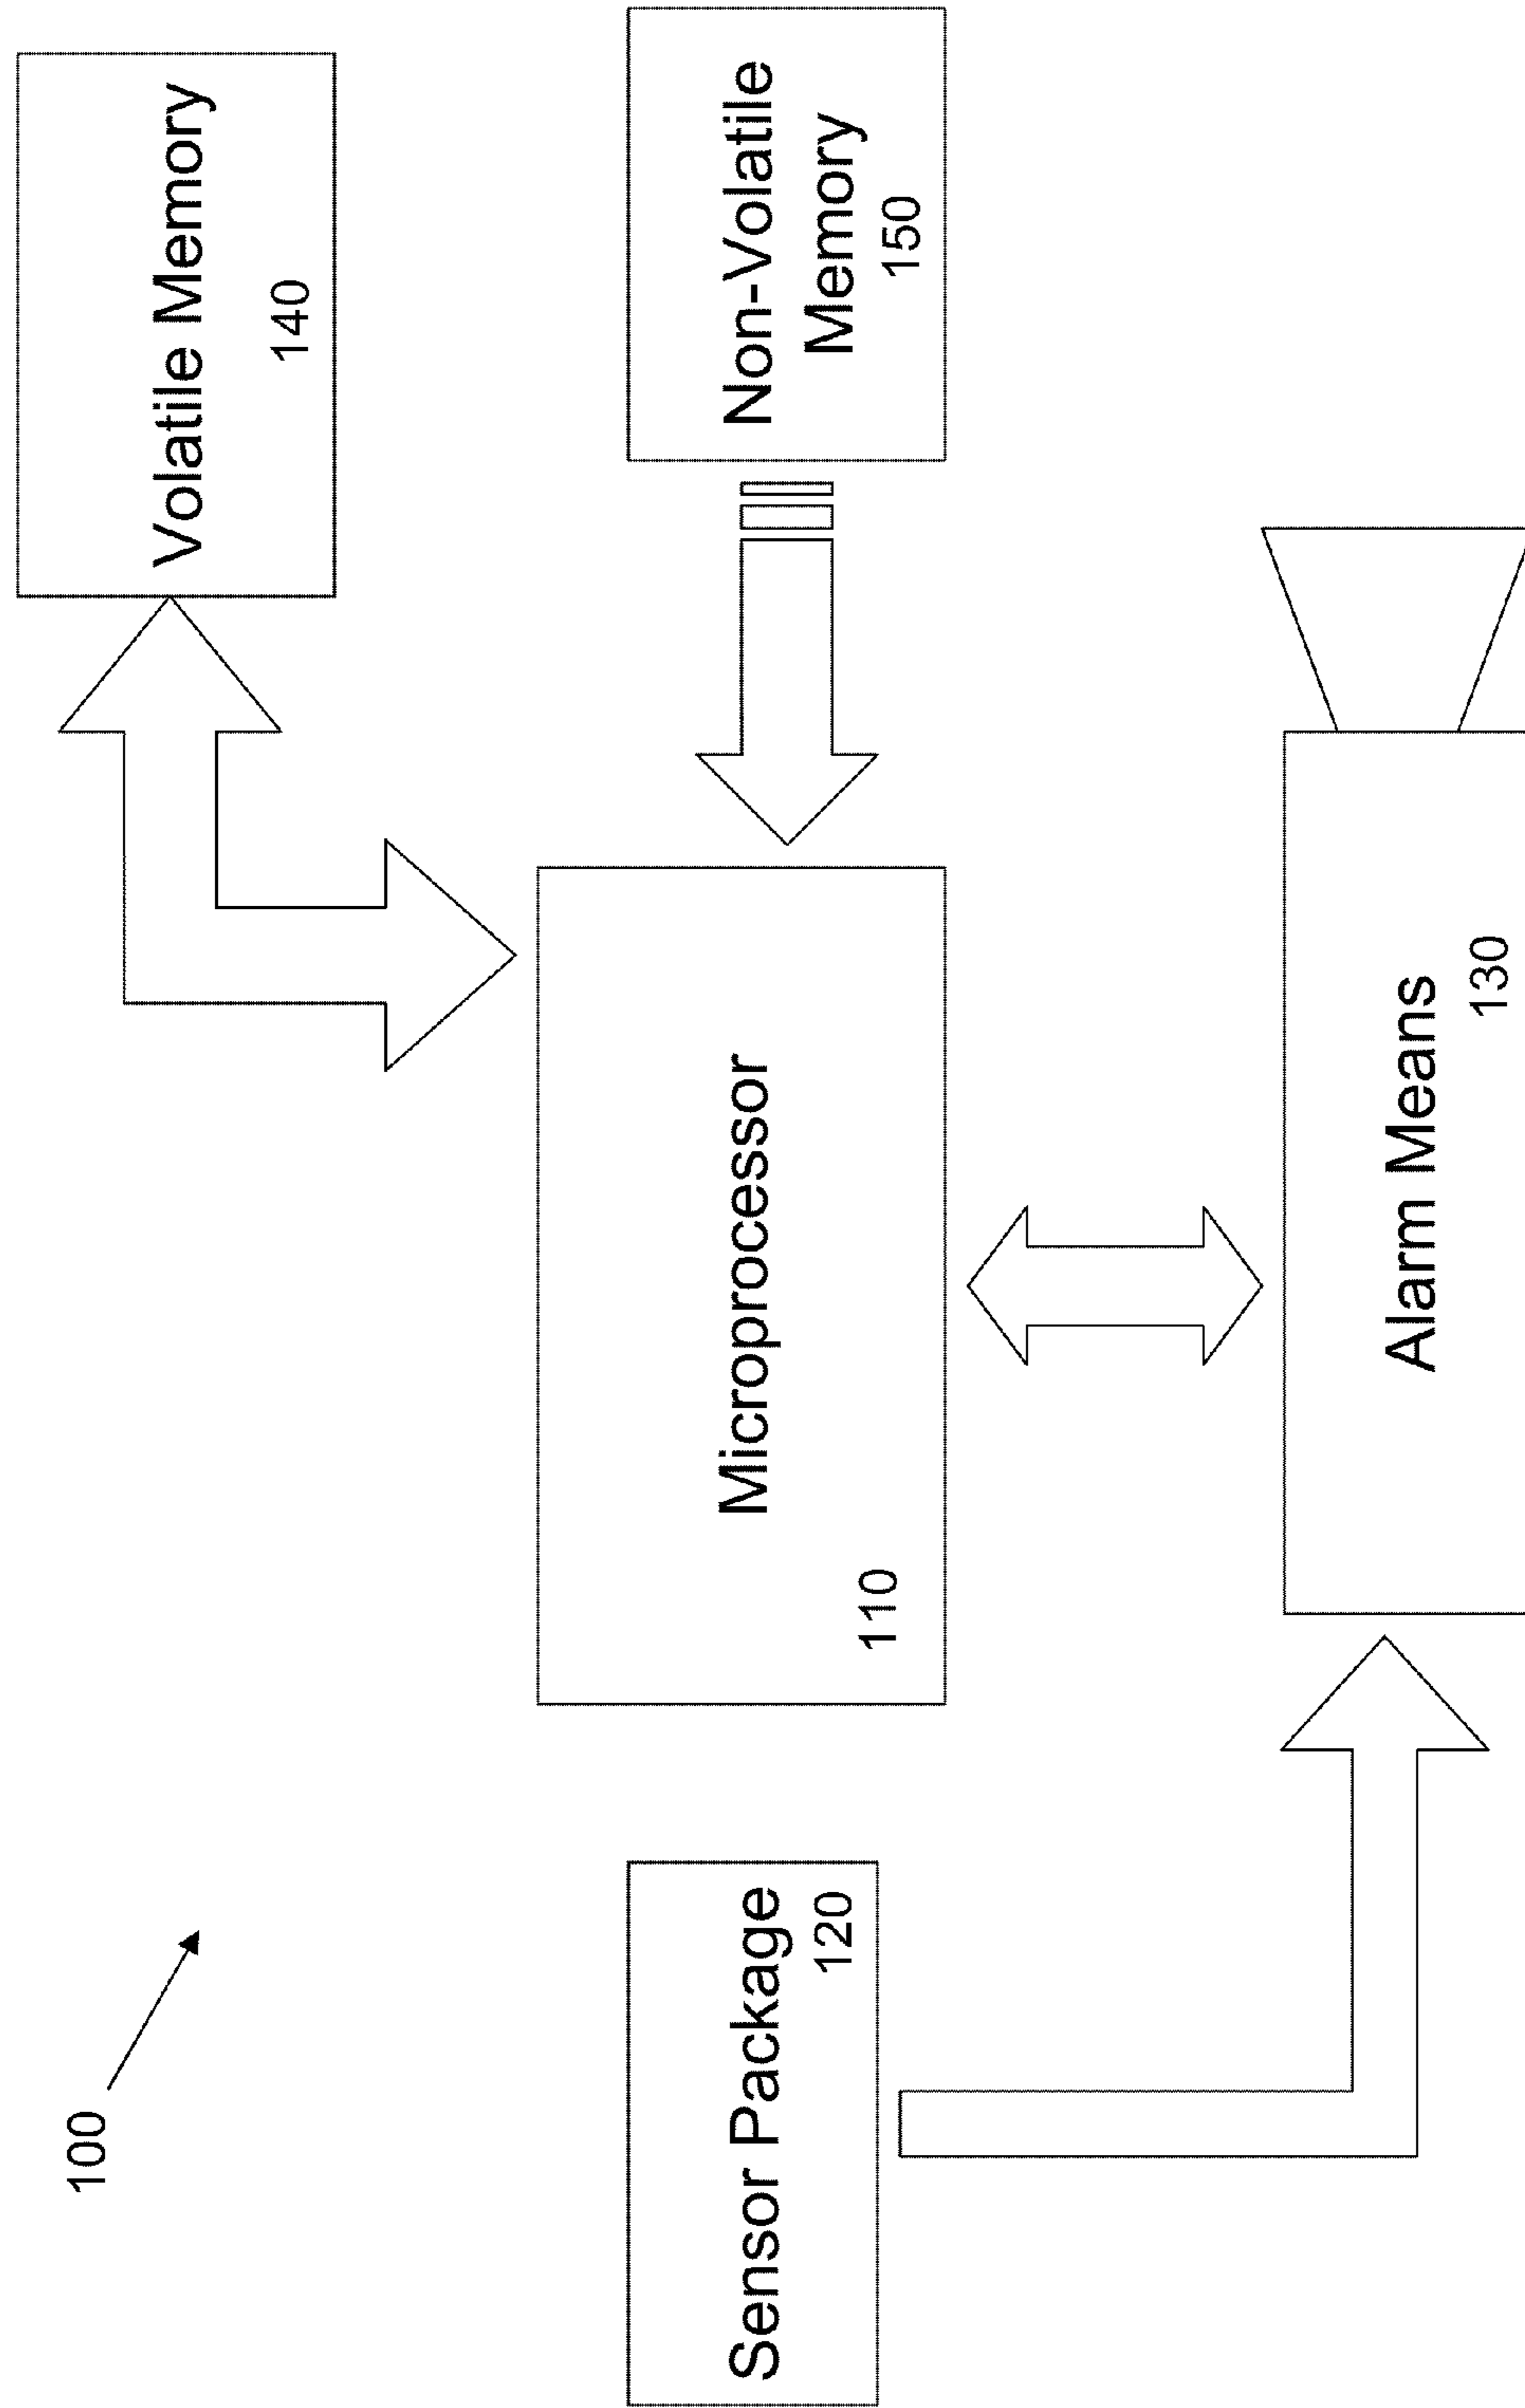 100
Volatile Memory
140
Sensor Package
120
Microprocessor
110
Non-Volatile
Memory
150
Alarm Means
130